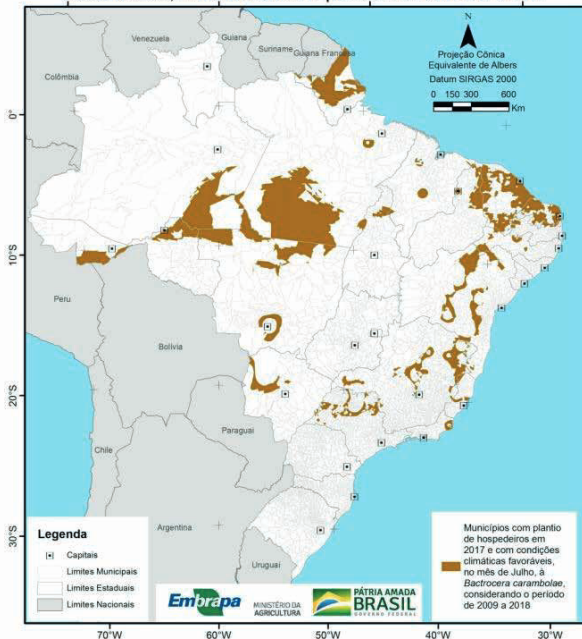 Venezuela
Guiana
Suriname
Guiana Francesa
Colômbia
N
Projeção Cônica
Equivalente de Albers
Datum SIRGAS 2000
0 150 300 600
Km
0°
10°S
20°S
30°S
Peru
Bolívia
Paraguai
Chile
Argentina
Uruguai
Legenda
Capitais
Limites Municipais
Limites Estaduais
Limites Nacionais
Embrapa
MINISTÉRIO DA
AGRICULTURA
PÁTRIA AMADA
BRASIL
GOVERNO FEDERAL
Municípios com plantio
de hospedeiros em
2017 e com condições
climáticas favoráveis,
no mês de Julho, à
Bactrocera carambolae,
considerando o período
de 2009 a 2018
70°W 60°W 50°W 40°W 30°W